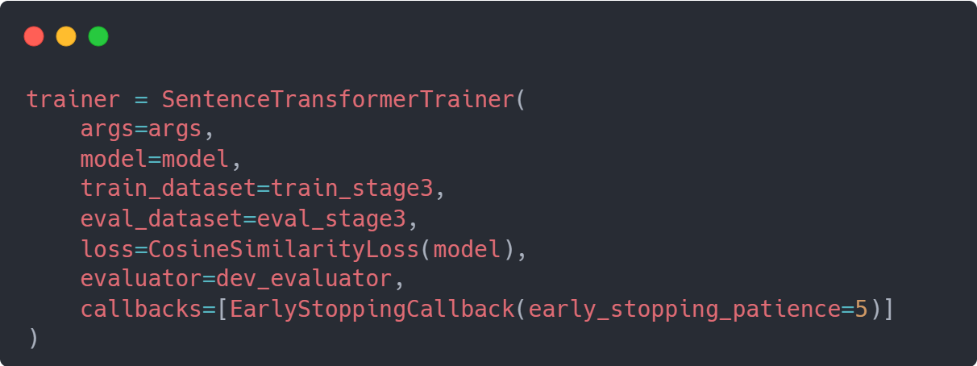 trainer = SentenceTransformerTrainer(
    args=args,
    model=model,
    train_dataset=train_stage3,
    eval_dataset=eval_stage3,
    loss=CosineSimilarityLoss(model),
    evaluator=dev_evaluator,
    callbacks=[EarlyStoppingCallback(early_stopping_patience=5)]
)